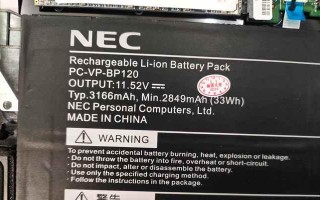 NEC
Rechargeable Li-ion Battery Pack
PC-VP-BP120
OUTPUT:11.52V
Typ.3166mAh, Min.2849mAh (33Wh)
NEC Personal Computers, Ltd.
MADE IN CHINA
WARNING
To prevent accidental battery burning, heat, explosion or leakage.
· Do not throw the battery into fire, overheat or short-circuit.
· Do not impact, alter or disassemble the battery.
· Use only the specified charging method.
· Follow the instructions in the package.
警告